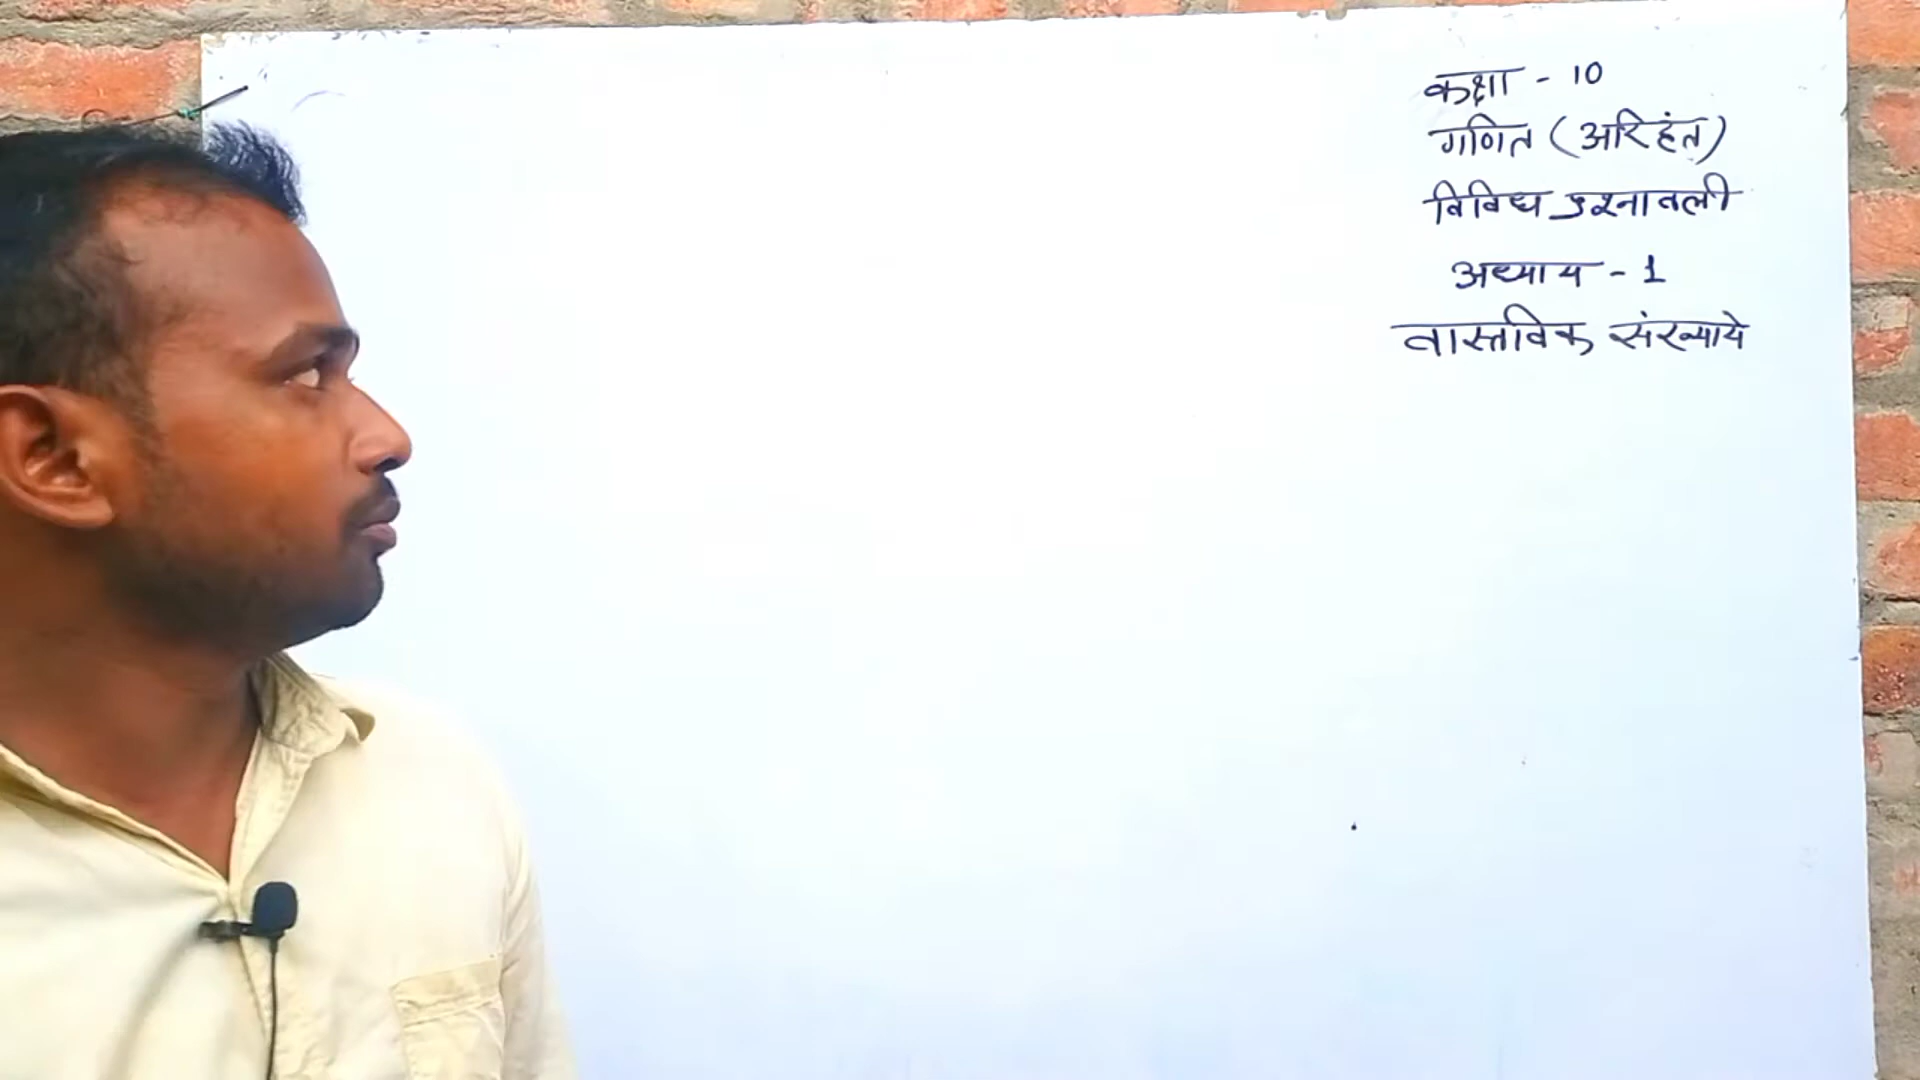 कक्षा - 10
गणित (अरिहंत)
विविध प्रश्नावली
अध्याय - 1
वास्तविक संख्याये